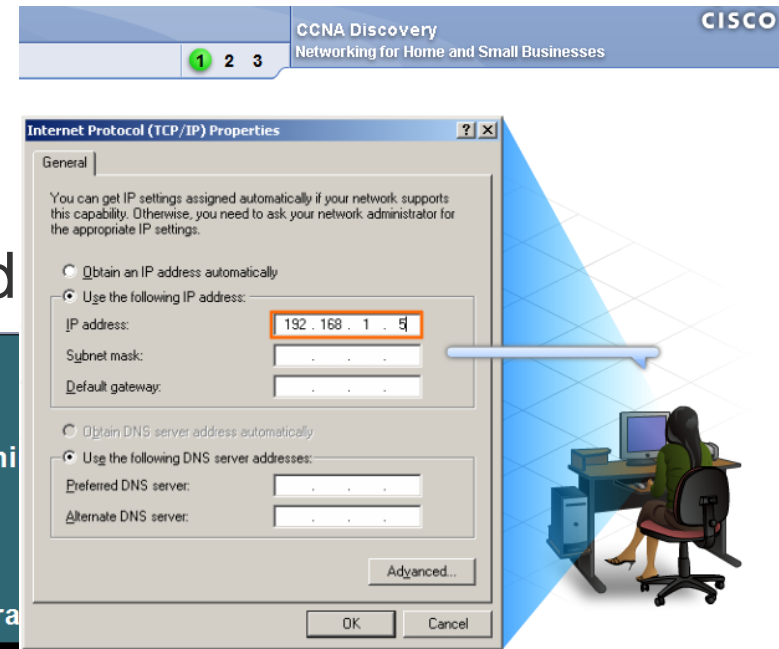 CCNA Discovery
Networking for Home and Small Businesses
CISCO
1 2 3
Internet Protocol (TCP/IP) Properties
General
You can get IP settings assigned automatically if your network supports
this capability. Otherwise, you need to ask your network administrator for
the appropriate IP settings.
Obtain an IP address automatically
d
Use the following IP address:
IP address: 192 . 168 . 1 . 5
Subnet mask: . . .
Default gateway: . . .
Obtain DNS server address automatically
ni
Use the following DNS server addresses:
Preferred DNS server: . . .
Alternate DNS server: . . .
Advanced...
ra
OK Cancel